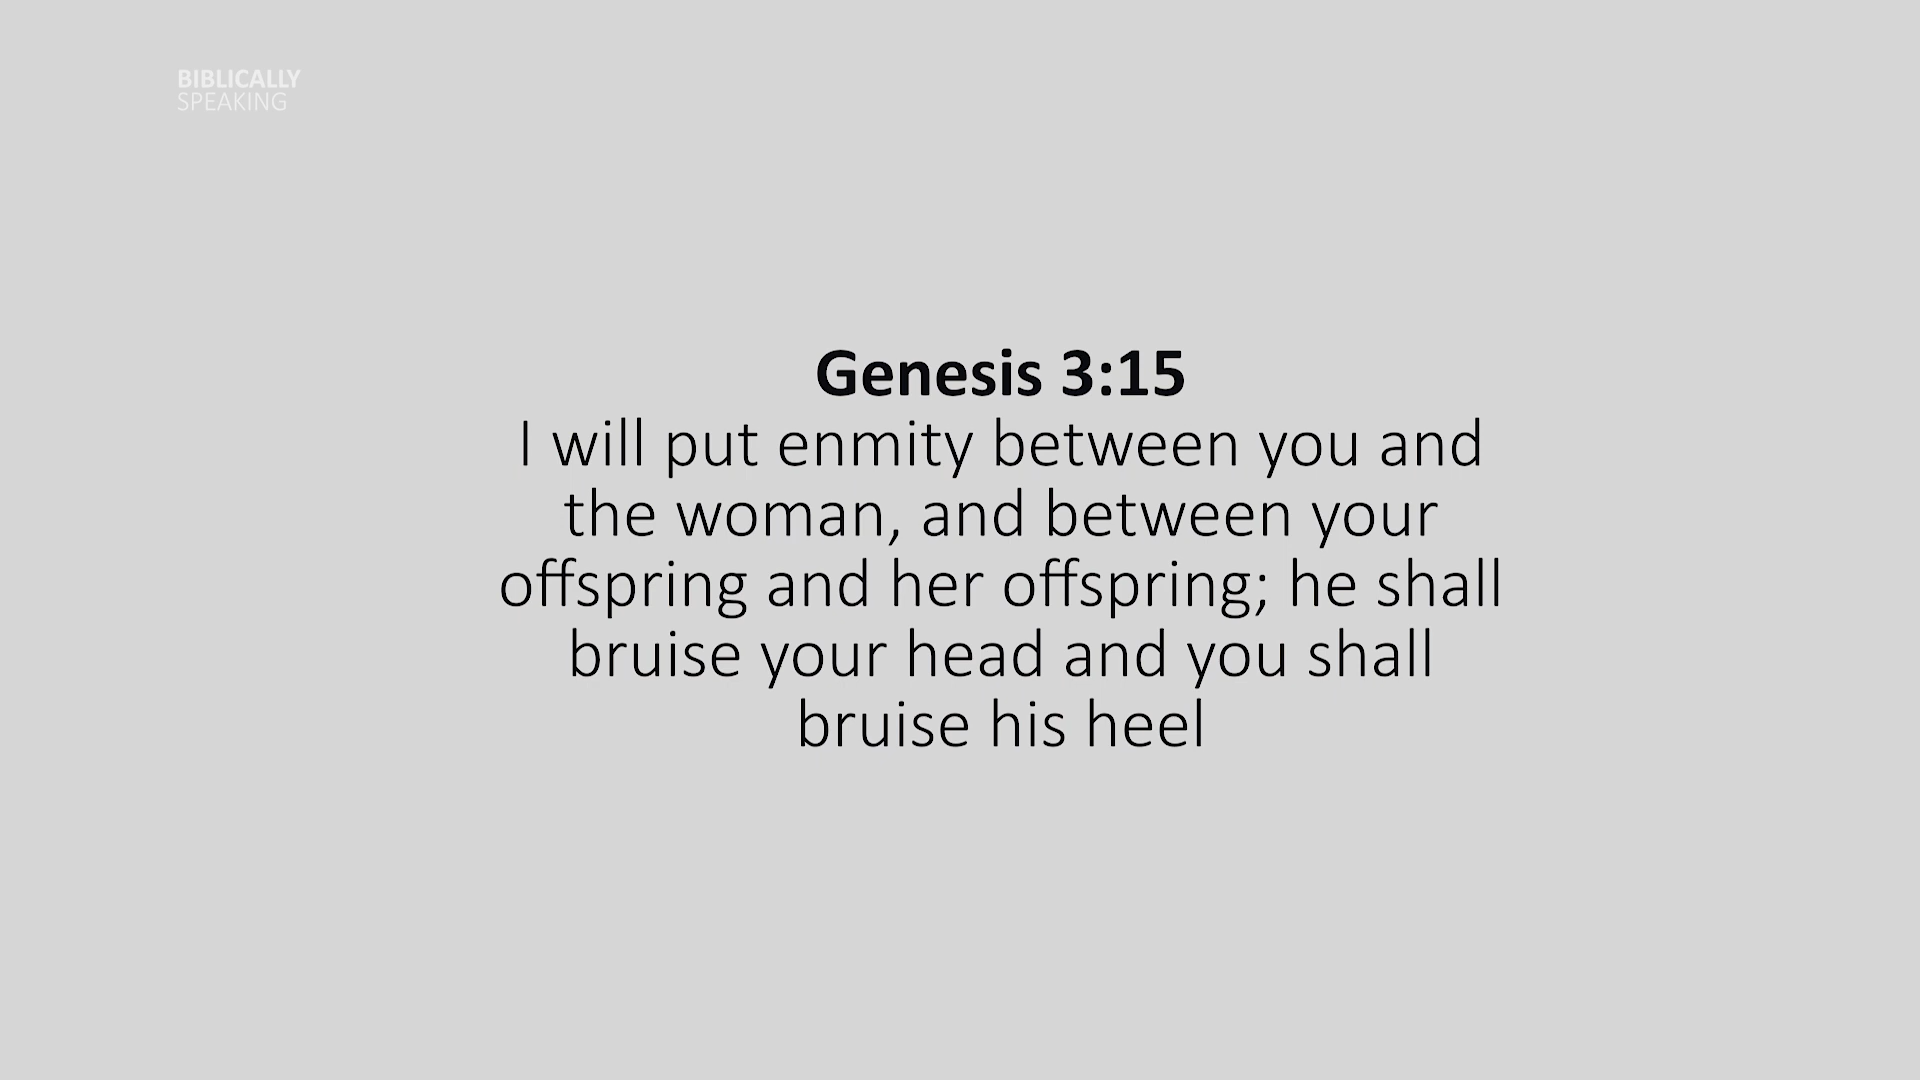 BIBLICALLY
SPEAKING
Genesis 3:15
I will put enmity between you and
the woman, and between your
offspring and her offspring; he shall
bruise your head and you shall
bruise his heel